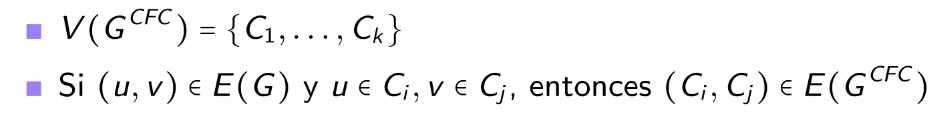 ■ V(G^{CFC}) = {C_1, ..., C_k}
■ Si (u, v) ∈ E(G) y u ∈ C_i, v ∈ C_j, entonces (C_i, C_j) ∈ E(G^{CFC})